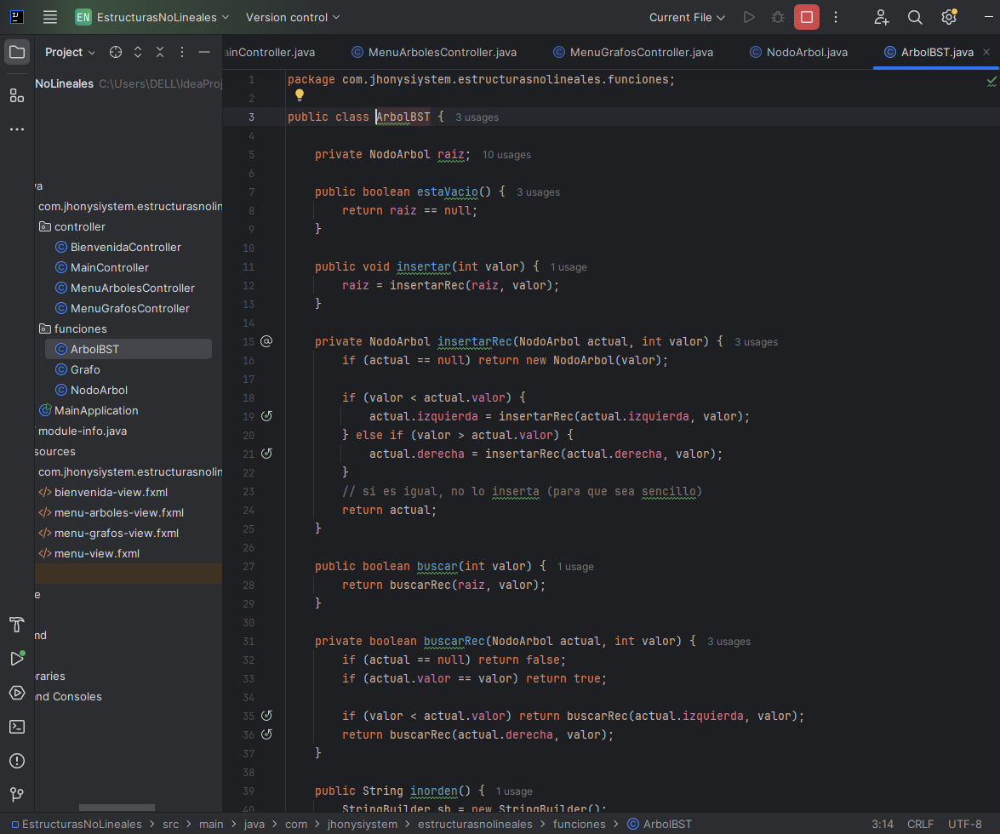 EN EstructurasNoLineales Version control Current File
Project
ainController.java MenuArbolesController.java MenuGrafosController.java NodoArbol.java ArbolBST.java
NoLineales C:\Users\DELL\IdeaProj
va
com.jhonysiystem.estructurasnolin
controller
BienvenidaController
MainController
MenuArbolesController
MenuGrafosController
funciones
ArbolBST
Grafo
NodoArbol
MainApplication
module-info.java
sources
com.jhonysiystem.estructurasnolin
bienvenida-view.fxml
menu-arboles-view.fxml
menu-grafos-view.fxml
menu-view.fxml
e
md
raries
and Consoles
1 package com.jhonysiystem.estructurasnolineales.funciones;
2
3 public class ArbolBST { 3 usages
4
5 private NodoArbol raiz; 10 usages
6
7 public boolean estaVacio() { 3 usages
8 return raiz == null;
9 }
10
11 public void insertar(int valor) { 1 usage
12 raiz = insertarRec(raiz, valor);
13 }
14
15 private NodoArbol insertarRec(NodoArbol actual, int valor) { 3 usages
16 if (actual == null) return new NodoArbol(valor);
17
18 if (valor < actual.valor) {
19 actual.izquierda = insertarRec(actual.izquierda, valor);
20 } else if (valor > actual.valor) {
21 actual.derecha = insertarRec(actual.derecha, valor);
22 }
23 // si es igual, no lo inserta (para que sea sencillo)
24 return actual;
25 }
26
27 public boolean buscar(int valor) { 1 usage
28 return buscarRec(raiz, valor);
29 }
30
31 private boolean buscarRec(NodoArbol actual, int valor) { 3 usages
32 if (actual == null) return false;
33 if (actual.valor == valor) return true;
34
35 if (valor < actual.valor) return buscarRec(actual.izquierda, valor);
36 return buscarRec(actual.derecha, valor);
37 }
38
39 public String inorden() { 1 usage
40 StringBuilder sb = new StringBuilder();
EstructurasNoLineales > src > main > java > com > jhonysiystem > estructurasnolineales > funciones > ArbolBST 3:14 CRLF UTF-8